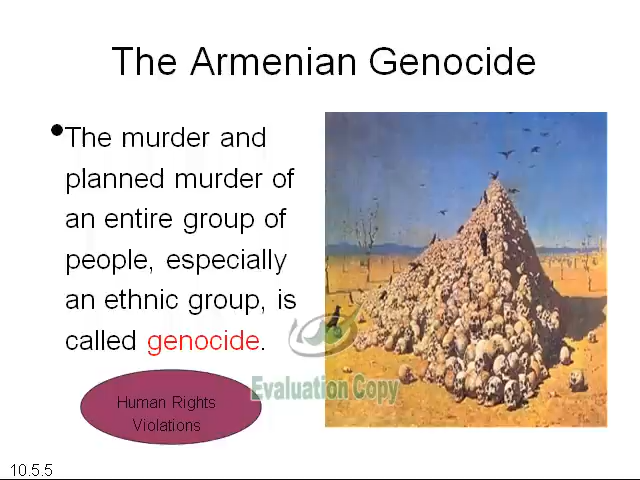 The Armenian Genocide
•The murder and
planned murder of
an entire group of
people, especially
an ethnic group, is
called genocide.
Evaluation Copy
Human Rights
Violations
10.5.5